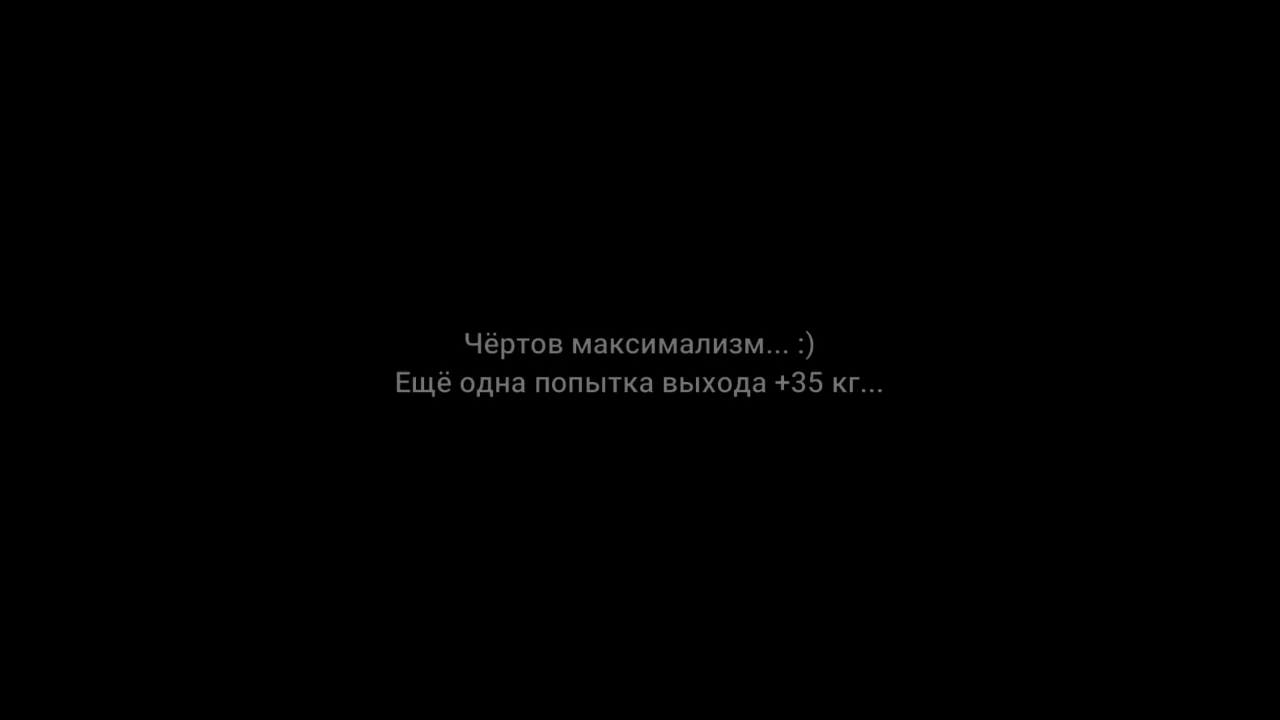 Чёртов максимализм... :)
Ещё одна попытка выхода +35 кг...